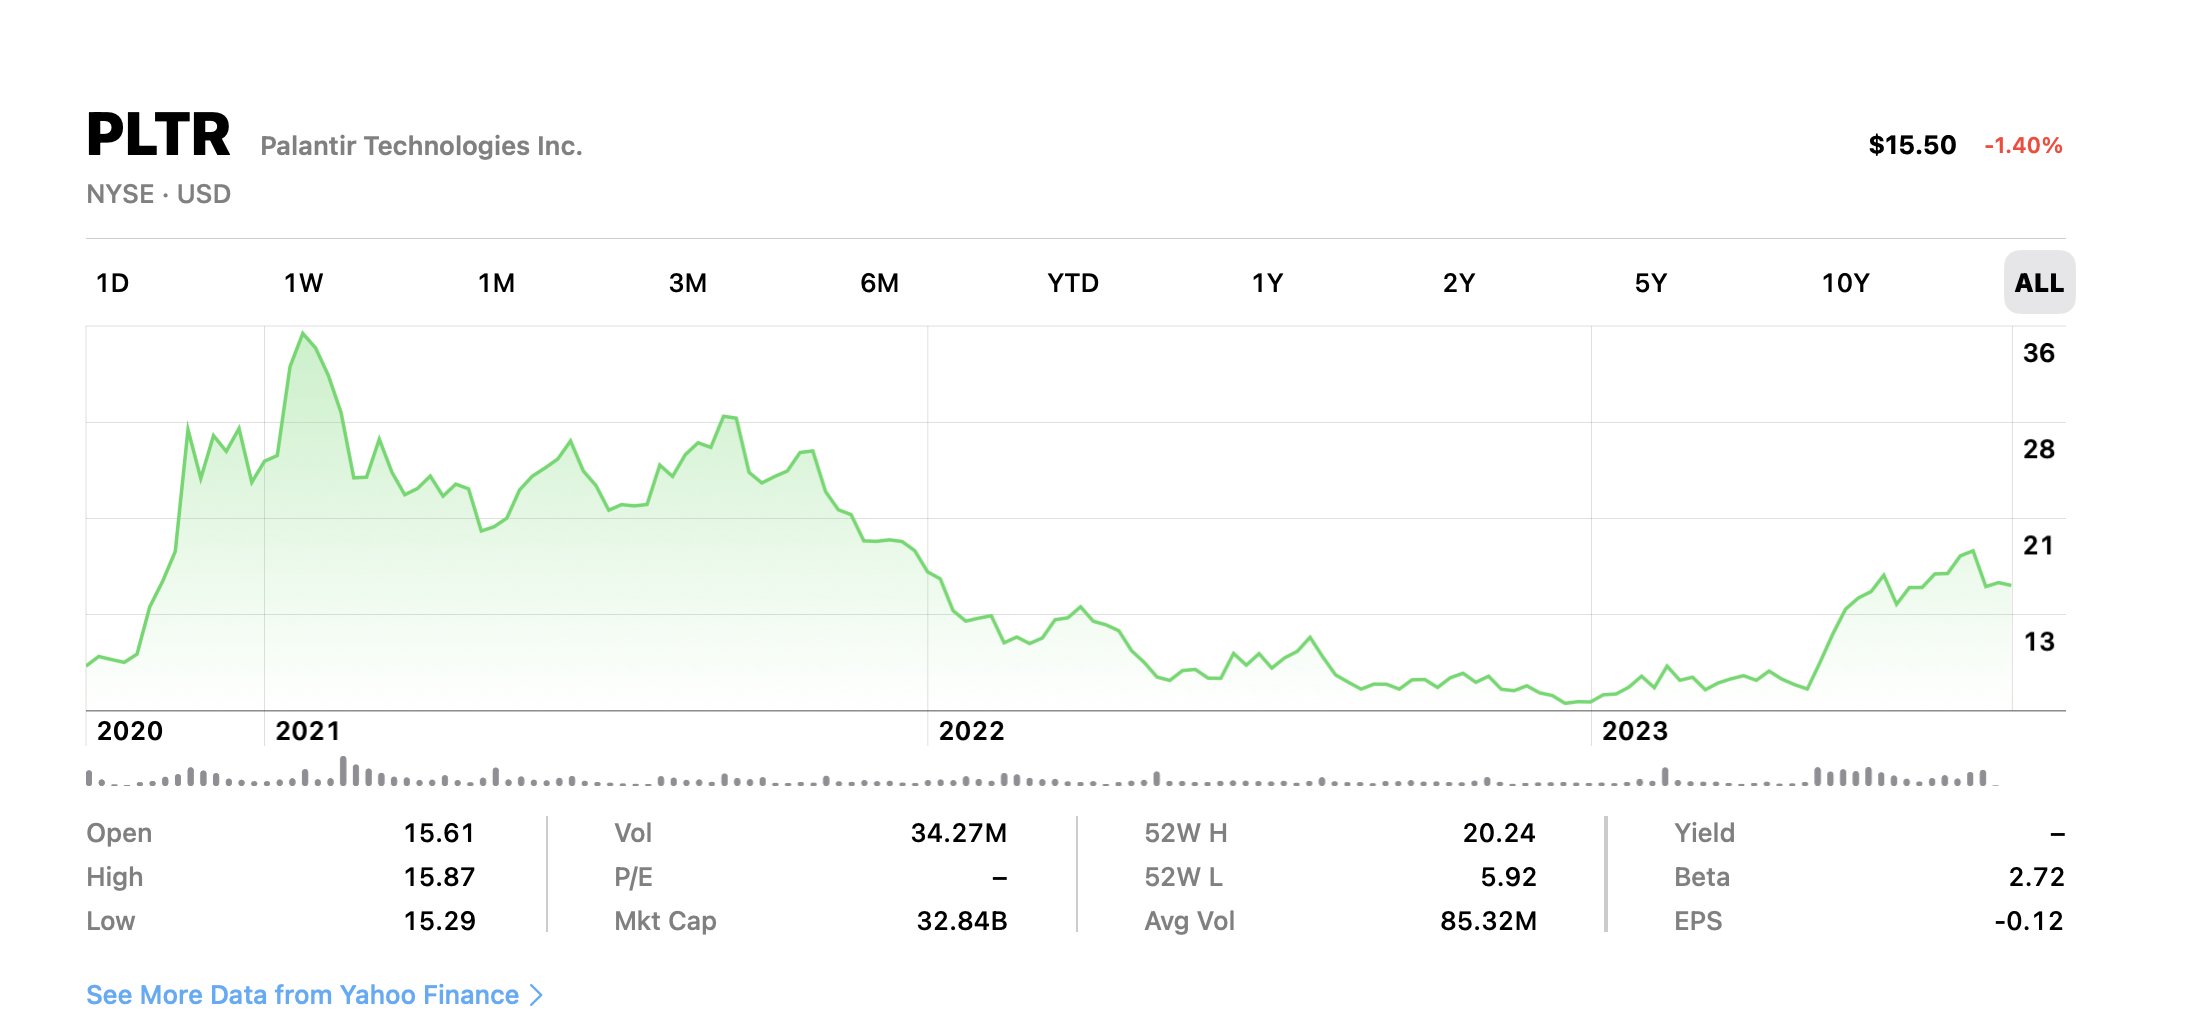 PLTR Palantir Technologies Inc. $15.50 -1.40%
NYSE · USD
1D 1W 1M 3M 6M YTD 1Y 2Y 5Y 10Y ALL
36
28
21
13
2020 2021 2022 2023
Open 15.61 Vol 34.27M 52W H 20.24 Yield –
High 15.87 P/E – 52W L 5.92 Beta 2.72
Low 15.29 Mkt Cap 32.84B Avg Vol 85.32M EPS -0.12
See More Data from Yahoo Finance >